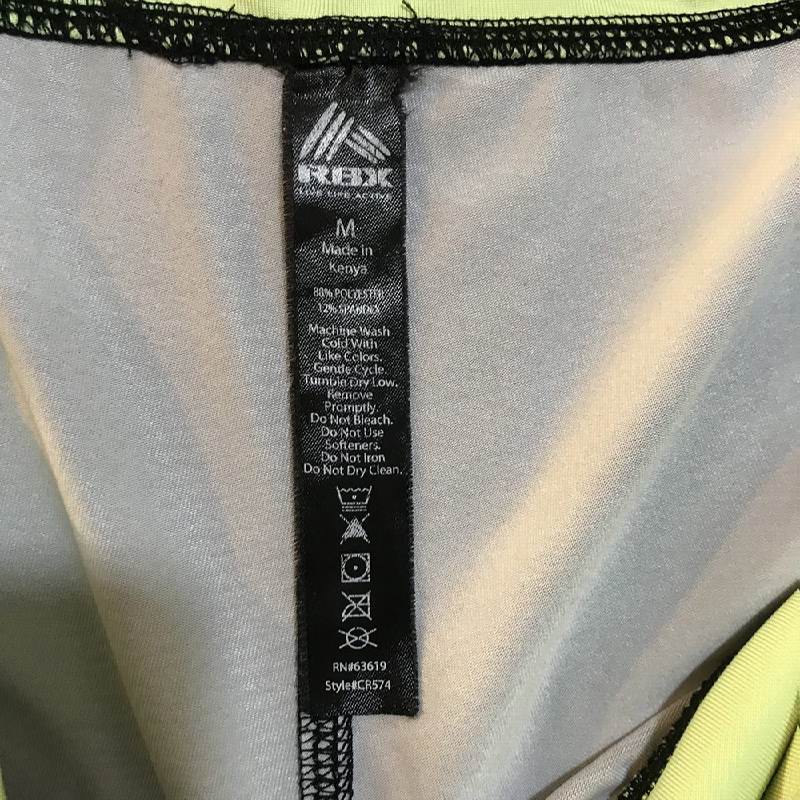 RBX
LIVE LIFE ACTIVE
M
Made in
Kenya
88% POLYESTER
12% SPANDEX
Machine Wash
Cold With
Like Colors.
Gentle Cycle.
Tumble Dry Low.
Remove
Promptly.
Do Not Bleach.
Do Not Use
Softeners.
Do Not Iron
Do Not Dry Clean.
RN#63619
Style#CR574